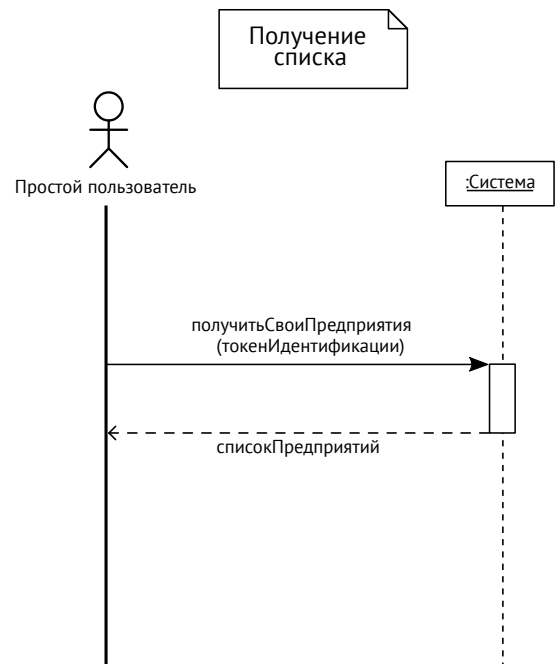 Получение
списка
Простой пользователь
:Система
получитьСвоиПредприятия
(токенИдентификации)
списокПредприятий